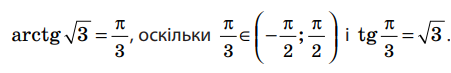 arctg √3 = π/3, оскільки π/3 ∈ (−π/2; π/2) і tg π/3 = √3.